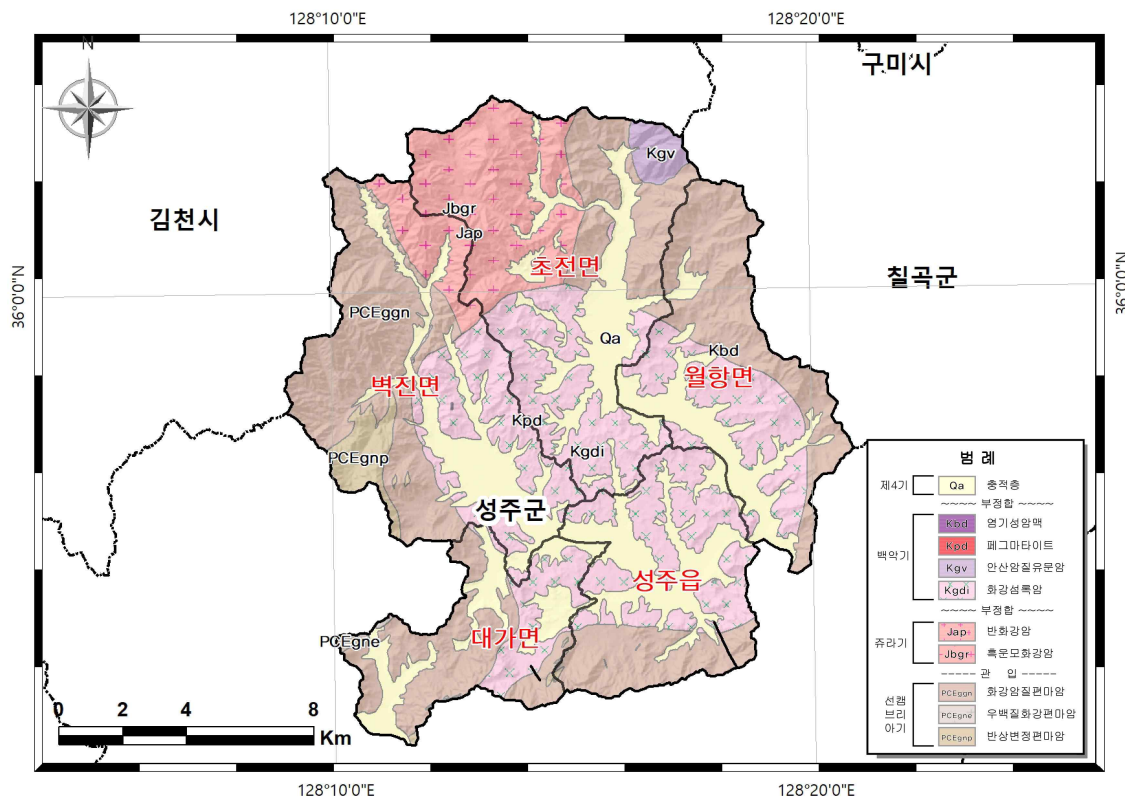 128°10'0"E
128°20'0"E
N
구미시
Kgv
김천시
Jbgr
Jap
초전면
칠곡군
36°0'0"N
36°0'0"N
PCEggn
Qa
Kbd
월항면
벽진면
Kpd
Kgdi
PCEgnp
성주군
성주읍
대가면
PCEgne
0 2 4 8
Km
범 례
제4기 Qa 충적층
~~~~ 부정합 ~~~~
백악기
Kbd 염기성암맥
Kpd 페그마타이트
Kgv 안산암질유문암
Kgdi 화강섬록암
~~~~ 부정합 ~~~~
쥬라기
Jap 반화강암
Jbgr 흑운모화강암
----- 관 입 -----
선캠
브리
아기
PCEggn 화강암질편마암
PCEgne 우백질화강편마암
PCEgnp 반상변정편마암
128°10'0"E
128°20'0"E